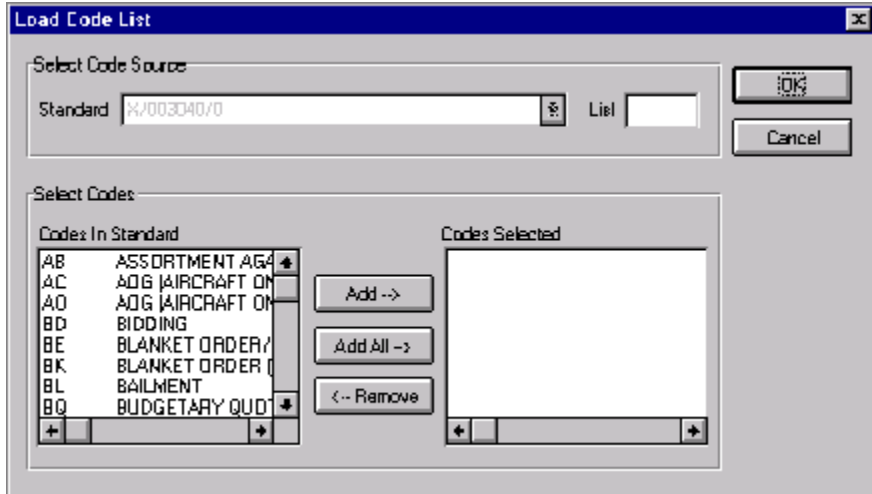 Load Code List
Select Code Source
Standard X/003040/0 List
OK
Cancel
Select Codes
Codes In Standard
Codes Selected
AB ASSORTMENT AGA
AC AOG (AIRCRAFT ON
AO AOG (AIRCRAFT ON
BD BIDDING
BE BLANKET ORDER/
BK BLANKET ORDER (
BL BAILMENT
BQ BUDGETARY QUOT
Add -->
Add All -->
<-- Remove